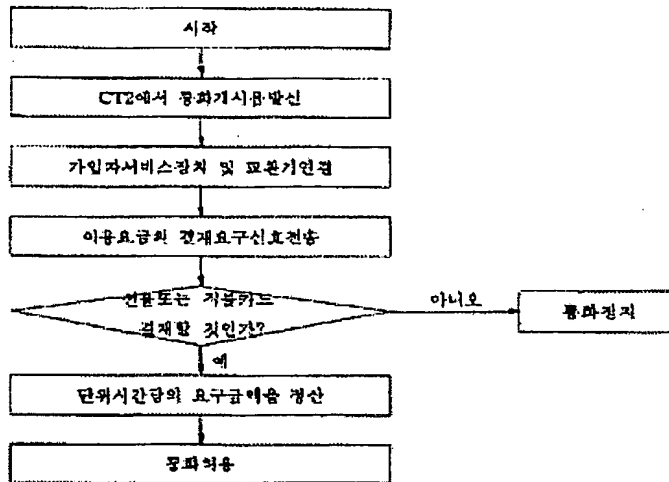 시작
CT2에서 통화개시용발신
가입자서비스장치 및 교환기연결
이용요금의 결재요구신호전송
선불또는 직불카드
결재할 것인가?
아니오
통화정지
예
단위시간당의 요구금액을 정산
통화허용